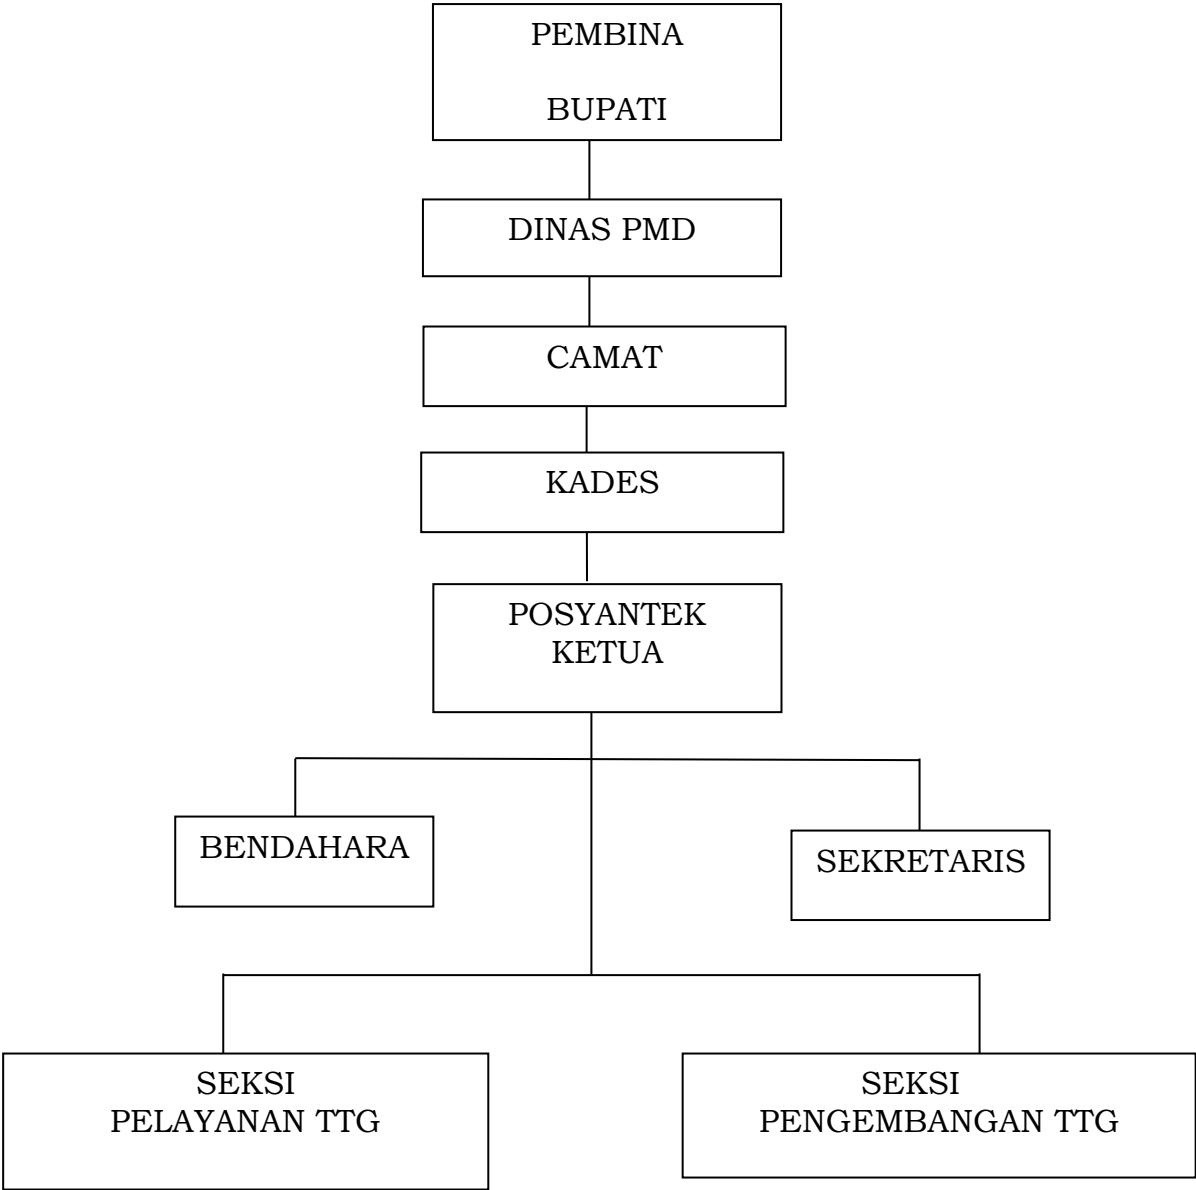 PEMBINA
BUPATI
DINAS PMD
CAMAT
KADES
POSYANTEK
KETUA
BENDAHARA
SEKRETARIS
SEKSI
PELAYANAN TTG
SEKSI
PENGEMBANGAN TTG